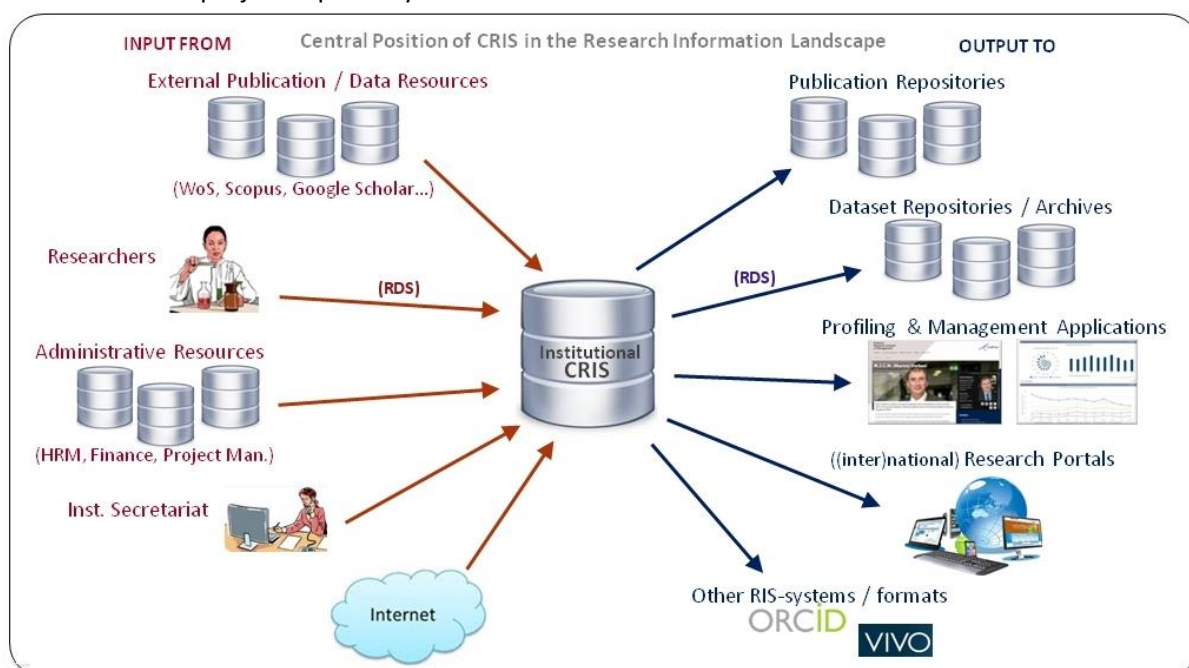 INPUT FROM
Central Position of CRIS in the Research Information Landscape
OUTPUT TO
External Publication / Data Resources
(WoS, Scopus, Google Scholar...)
Researchers
(RDS)
Administrative Resources
(HRM, Finance, Project Man.)
Inst. Secretariat
Internet
Institutional
CRIS
Publication Repositories
Dataset Repositories / Archives
(RDS)
Profiling & Management Applications
((inter)national) Research Portals
Other RIS-systems / formats
ORCiD
VIVO